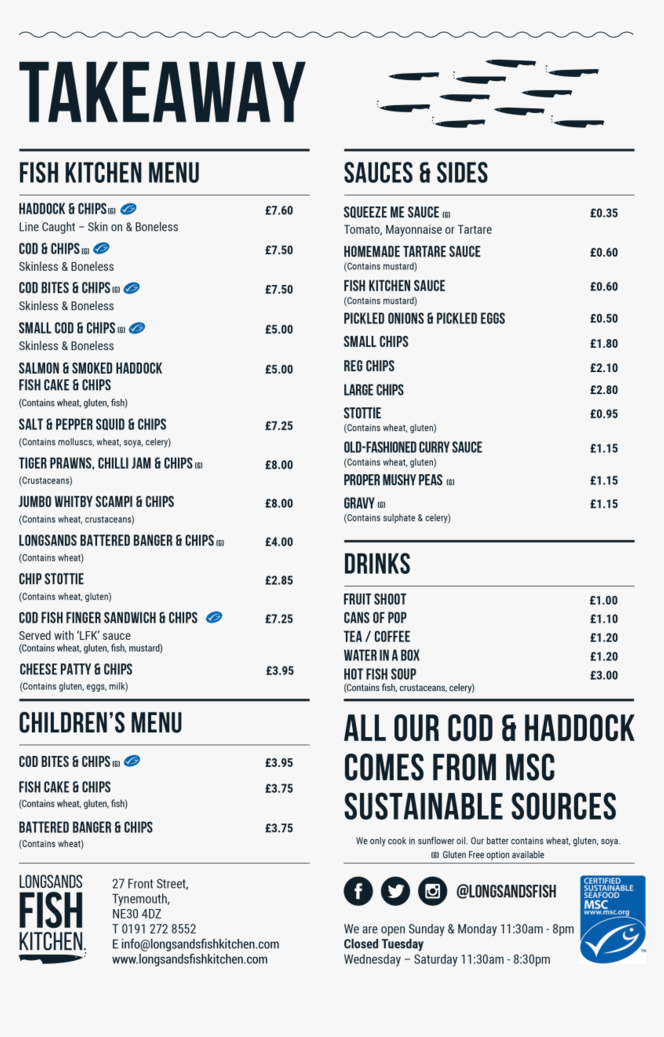 TAKEAWAY
FISH KITCHEN MENU
HADDOCK & CHIPS (G) £7.60
Line Caught – Skin on & Boneless
COD & CHIPS (G) £7.50
Skinless & Boneless
COD BITES & CHIPS (G) £7.50
Skinless & Boneless
SMALL COD & CHIPS (G) £5.00
Skinless & Boneless
SALMON & SMOKED HADDOCK £5.00
FISH CAKE & CHIPS
(Contains wheat, gluten, fish)
SALT & PEPPER SQUID & CHIPS £7.25
(Contains molluscs, wheat, soya, celery)
TIGER PRAWNS, CHILLI JAM & CHIPS (G) £8.00
(Crustaceans)
JUMBO WHITBY SCAMPI & CHIPS £8.00
(Contains wheat, crustaceans)
LONGSANDS BATTERED BANGER & CHIPS (G) £4.00
(Contains wheat)
CHIP STOTTIE £2.85
(Contains wheat, gluten)
COD FISH FINGER SANDWICH & CHIPS £7.25
Served with 'LFK' sauce
(Contains wheat, gluten, fish, mustard)
CHEESE PATTY & CHIPS £3.95
(Contains gluten, eggs, milk)
CHILDREN'S MENU
COD BITES & CHIPS (G) £3.95
FISH CAKE & CHIPS £3.75
(Contains wheat, gluten, fish)
BATTERED BANGER & CHIPS £3.75
(Contains wheat)
SAUCES & SIDES
SQUEEZE ME SAUCE (G) £0.35
Tomato, Mayonnaise or Tartare
HOMEMADE TARTARE SAUCE £0.60
(Contains mustard)
FISH KITCHEN SAUCE £0.60
(Contains mustard)
PICKLED ONIONS & PICKLED EGGS £0.50
SMALL CHIPS £1.80
REG CHIPS £2.10
LARGE CHIPS £2.80
STOTTIE £0.95
(Contains wheat, gluten)
OLD-FASHIONED CURRY SAUCE £1.15
(Contains wheat, gluten)
PROPER MUSHY PEAS (G) £1.15
GRAVY (G) £1.15
(Contains sulphate & celery)
DRINKS
FRUIT SHOOT £1.00
CANS OF POP £1.10
TEA / COFFEE £1.20
WATER IN A BOX £1.20
HOT FISH SOUP £3.00
(Contains fish, crustaceans, celery)
ALL OUR COD & HADDOCK
COMES FROM MSC
SUSTAINABLE SOURCES
We only cook in sunflower oil. Our batter contains wheat, gluten, soya.
(G) Gluten Free option available
LONGSANDS
FISH
KITCHEN.
27 Front Street,
Tynemouth,
NE30 4DZ
T 0191 272 8552
E info@longsandsfishkitchen.com
www.longsandsfishkitchen.com
@LONGSANDSFISH
We are open Sunday & Monday 11:30am - 8pm
Closed Tuesday
Wednesday – Saturday 11:30am - 8:30pm
CERTIFIED
SUSTAINABLE
SEAFOOD
MSC
www.msc.org
TM